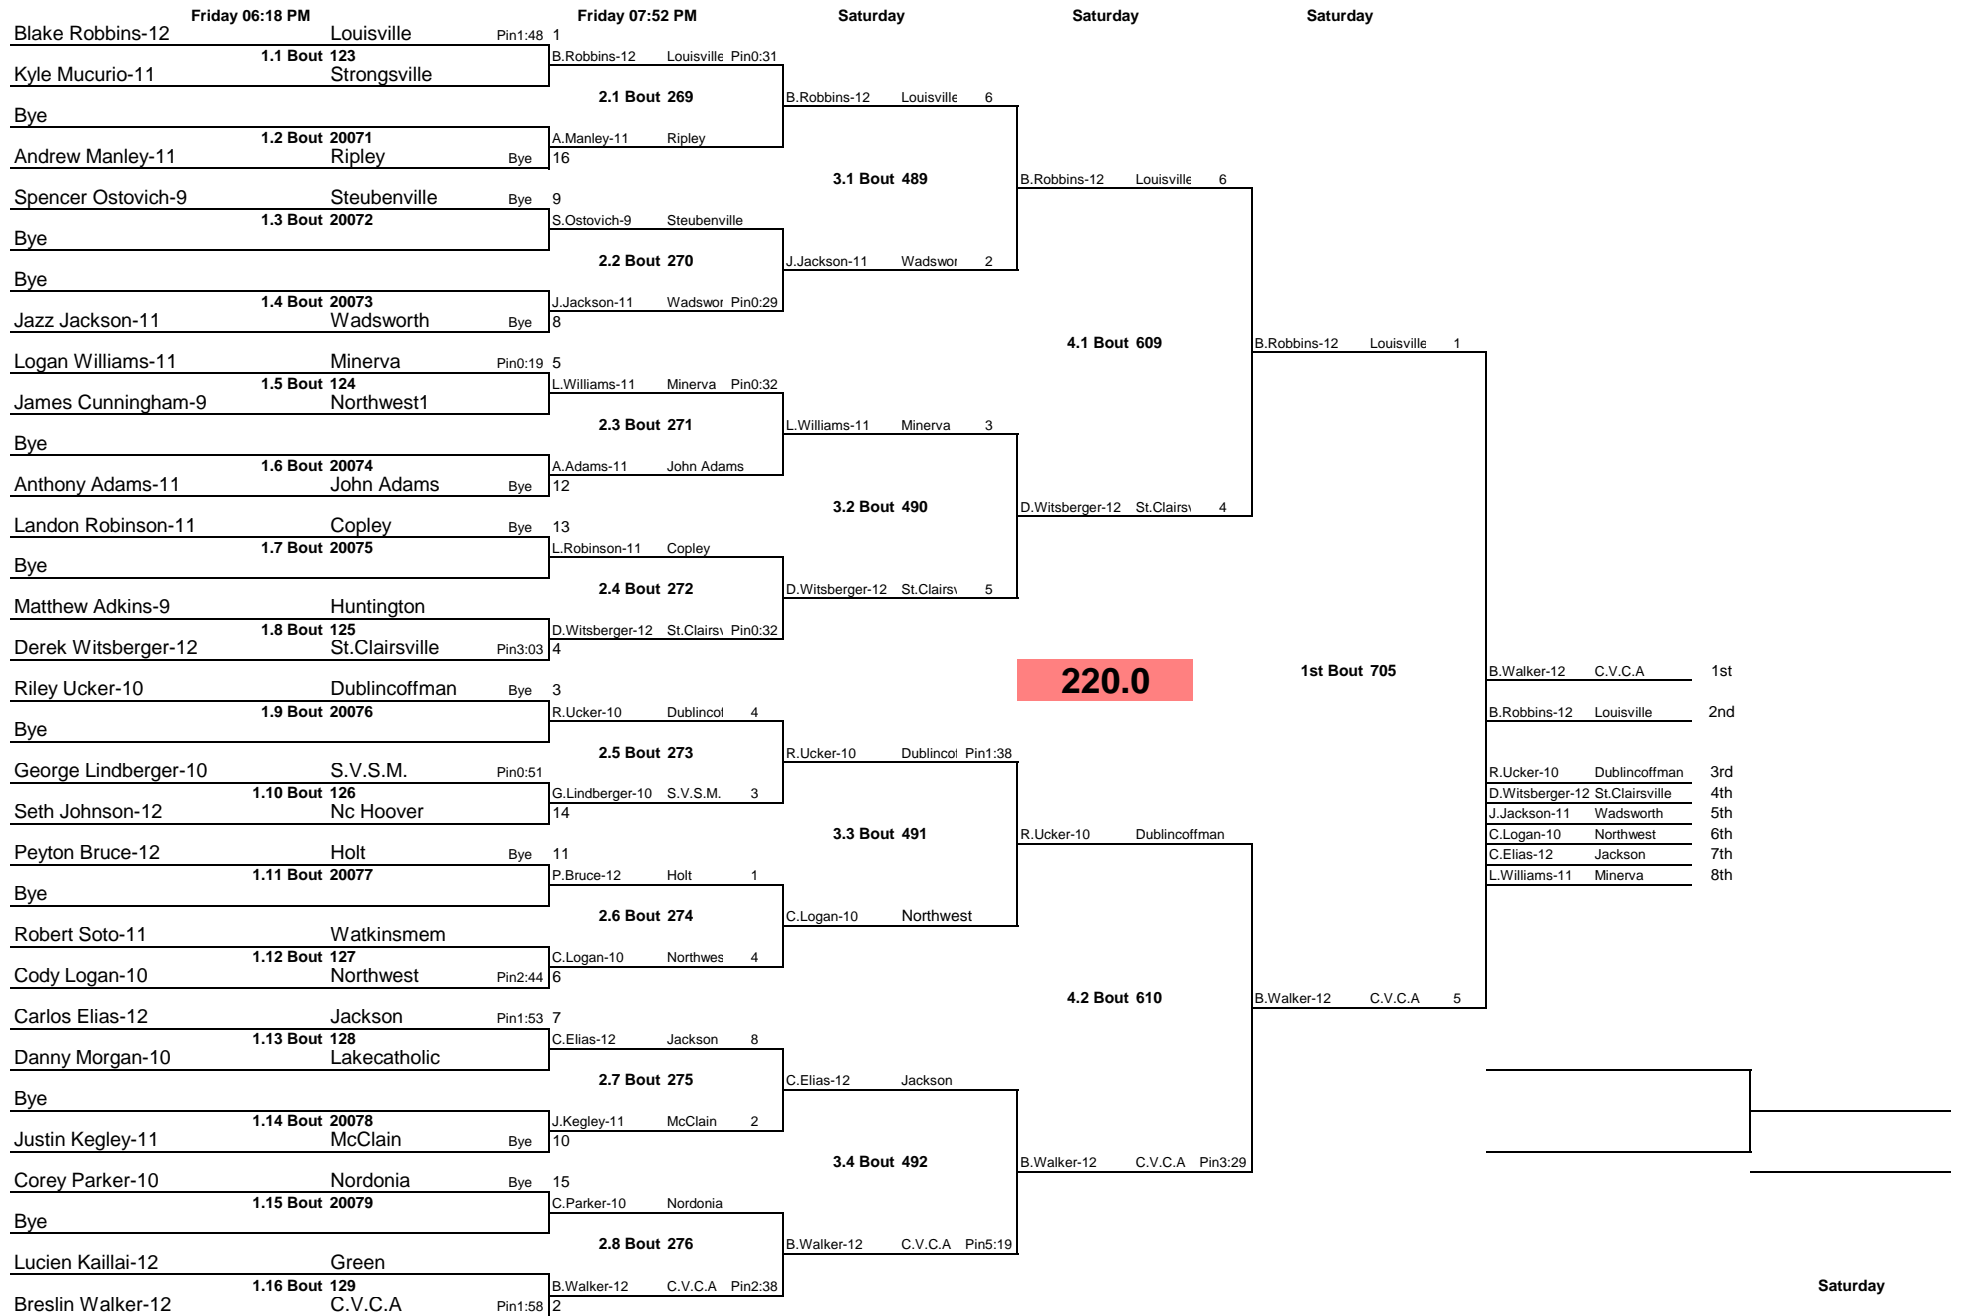 Friday 06:18 PM Friday 07:52 PM Saturday Saturday Saturday
Blake Robbins-12 Louisville Pin1:48 1
1.1 Bout 123 B.Robbins-12 Louisville Pin0:31
Kyle Mucurio-11 Strongsville
2.1 Bout 269 B.Robbins-12 Louisville 6
Bye
1.2 Bout 20071 A.Manley-11 Ripley
Andrew Manley-11 Ripley Bye 16
3.1 Bout 489 B.Robbins-12 Louisville 6
Spencer Ostovich-9 Steubenville Bye 9
1.3 Bout 20072 S.Ostovich-9 Steubenville
Bye
2.2 Bout 270 J.Jackson-11 Wadswor 2
Bye
1.4 Bout 20073 J.Jackson-11 Wadswor Pin0:29
Jazz Jackson-11 Wadsworth Bye 8
4.1 Bout 609 B.Robbins-12 Louisville 1
Logan Williams-11 Minerva Pin0:19 5
1.5 Bout 124 L.Williams-11 Minerva Pin0:32
James Cunningham-9 Northwest1
2.3 Bout 271 L.Williams-11 Minerva 3
Bye
1.6 Bout 20074 A.Adams-11 John Adams
Anthony Adams-11 John Adams Bye 12
3.2 Bout 490 D.Witsberger-12 St.Clairsv 4
Landon Robinson-11 Copley Bye 13
1.7 Bout 20075 L.Robinson-11 Copley
Bye
2.4 Bout 272 D.Witsberger-12 St.Clairsv 5
Matthew Adkins-9 Huntington
1.8 Bout 125 D.Witsberger-12 St.Clairsv Pin0:32
Derek Witsberger-12 St.Clairsville Pin3:03 4
220.0 1st Bout 705 B.Walker-12 C.V.C.A 1st
Riley Ucker-10 Dublincoffman Bye 3
1.9 Bout 20076 R.Ucker-10 Dublincof 4 B.Robbins-12 Louisville 2nd
Bye
2.5 Bout 273 R.Ucker-10 Dublincof Pin1:38
George Lindberger-10 S.V.S.M. Pin0:51 R.Ucker-10 Dublincoffman 3rd
1.10 Bout 126 G.Lindberger-10 S.V.S.M. 3 D.Witsberger-12 St.Clairsville 4th
Seth Johnson-12 Nc Hoover 14 J.Jackson-11 Wadsworth 5th
3.3 Bout 491 R.Ucker-10 Dublincoffman C.Logan-10 Northwest 6th
Peyton Bruce-12 Holt Bye 11 C.Elias-12 Jackson 7th
1.11 Bout 20077 P.Bruce-12 Holt 1 L.Williams-11 Minerva 8th
Bye
2.6 Bout 274 C.Logan-10 Northwest
Robert Soto-11 Watkinsmem
1.12 Bout 127 C.Logan-10 Northwes 4
Cody Logan-10 Northwest Pin2:44 6
4.2 Bout 610 B.Walker-12 C.V.C.A 5
Carlos Elias-12 Jackson Pin1:53 7
1.13 Bout 128 C.Elias-12 Jackson 8
Danny Morgan-10 Lakecatholic
2.7 Bout 275 C.Elias-12 Jackson
Bye
1.14 Bout 20078 J.Kegley-11 McClain 2
Justin Kegley-11 McClain Bye 10
3.4 Bout 492 B.Walker-12 C.V.C.A Pin3:29
Corey Parker-10 Nordonia Bye 15
1.15 Bout 20079 C.Parker-10 Nordonia
Bye
2.8 Bout 276 B.Walker-12 C.V.C.A Pin5:19
Lucien Kaillai-12 Green
1.16 Bout 129 B.Walker-12 C.V.C.A Pin2:38 Saturday
Breslin Walker-12 C.V.C.A Pin1:58 2